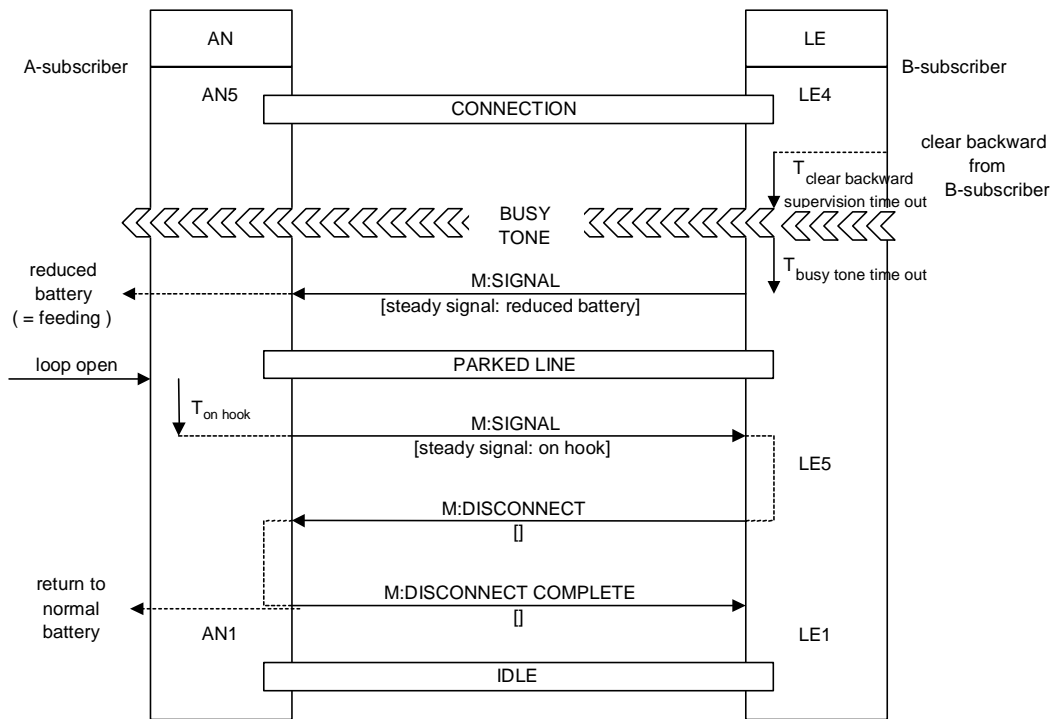 AN
LE
A-subscriber
B-subscriber
AN5
LE4
CONNECTION
clear backward
from
B-subscriber
T clear backward
supervision time out
BUSY
TONE
T busy tone time out
reduced
battery
( = feeding )
M:SIGNAL
[steady signal: reduced battery]
PARKED LINE
loop open
T on hook
M:SIGNAL
[steady signal: on hook]
LE5
M:DISCONNECT
[]
return to
normal
battery
M:DISCONNECT COMPLETE
[]
AN1
LE1
IDLE